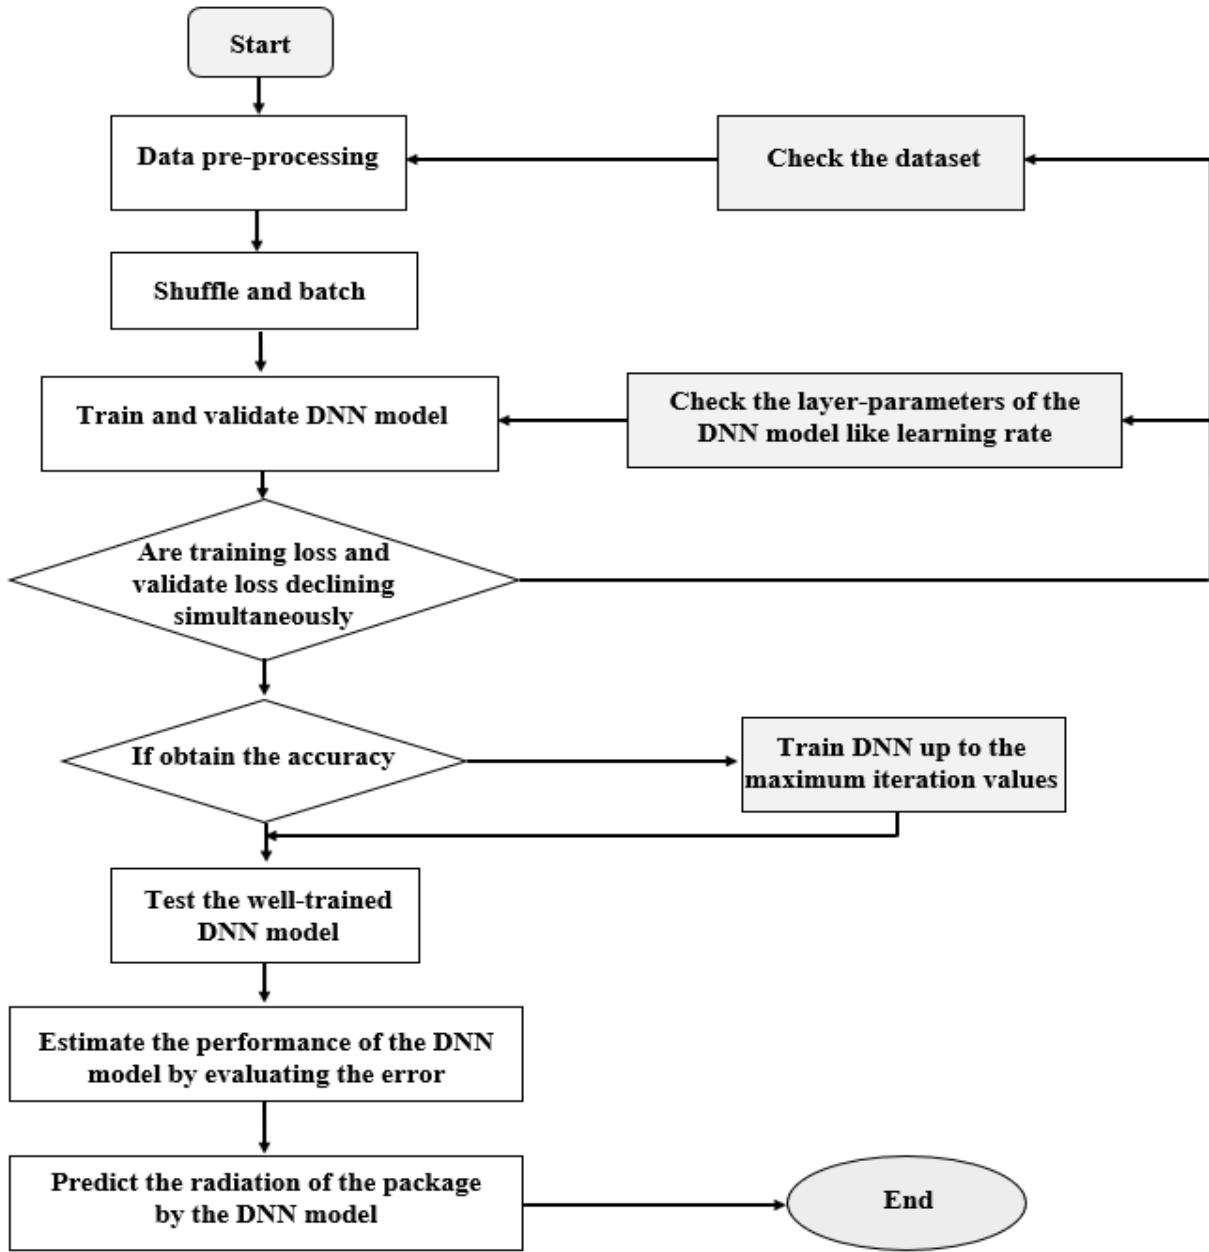 Start
Data pre-processing
Check the dataset
Shuffle and batch
Train and validate DNN model
Check the layer-parameters of the
DNN model like learning rate
Are training loss and
validate loss declining
simultaneously
If obtain the accuracy
Train DNN up to the
maximum iteration values
Test the well-trained
DNN model
Estimate the performance of the DNN
model by evaluating the error
Predict the radiation of the package
by the DNN model
End